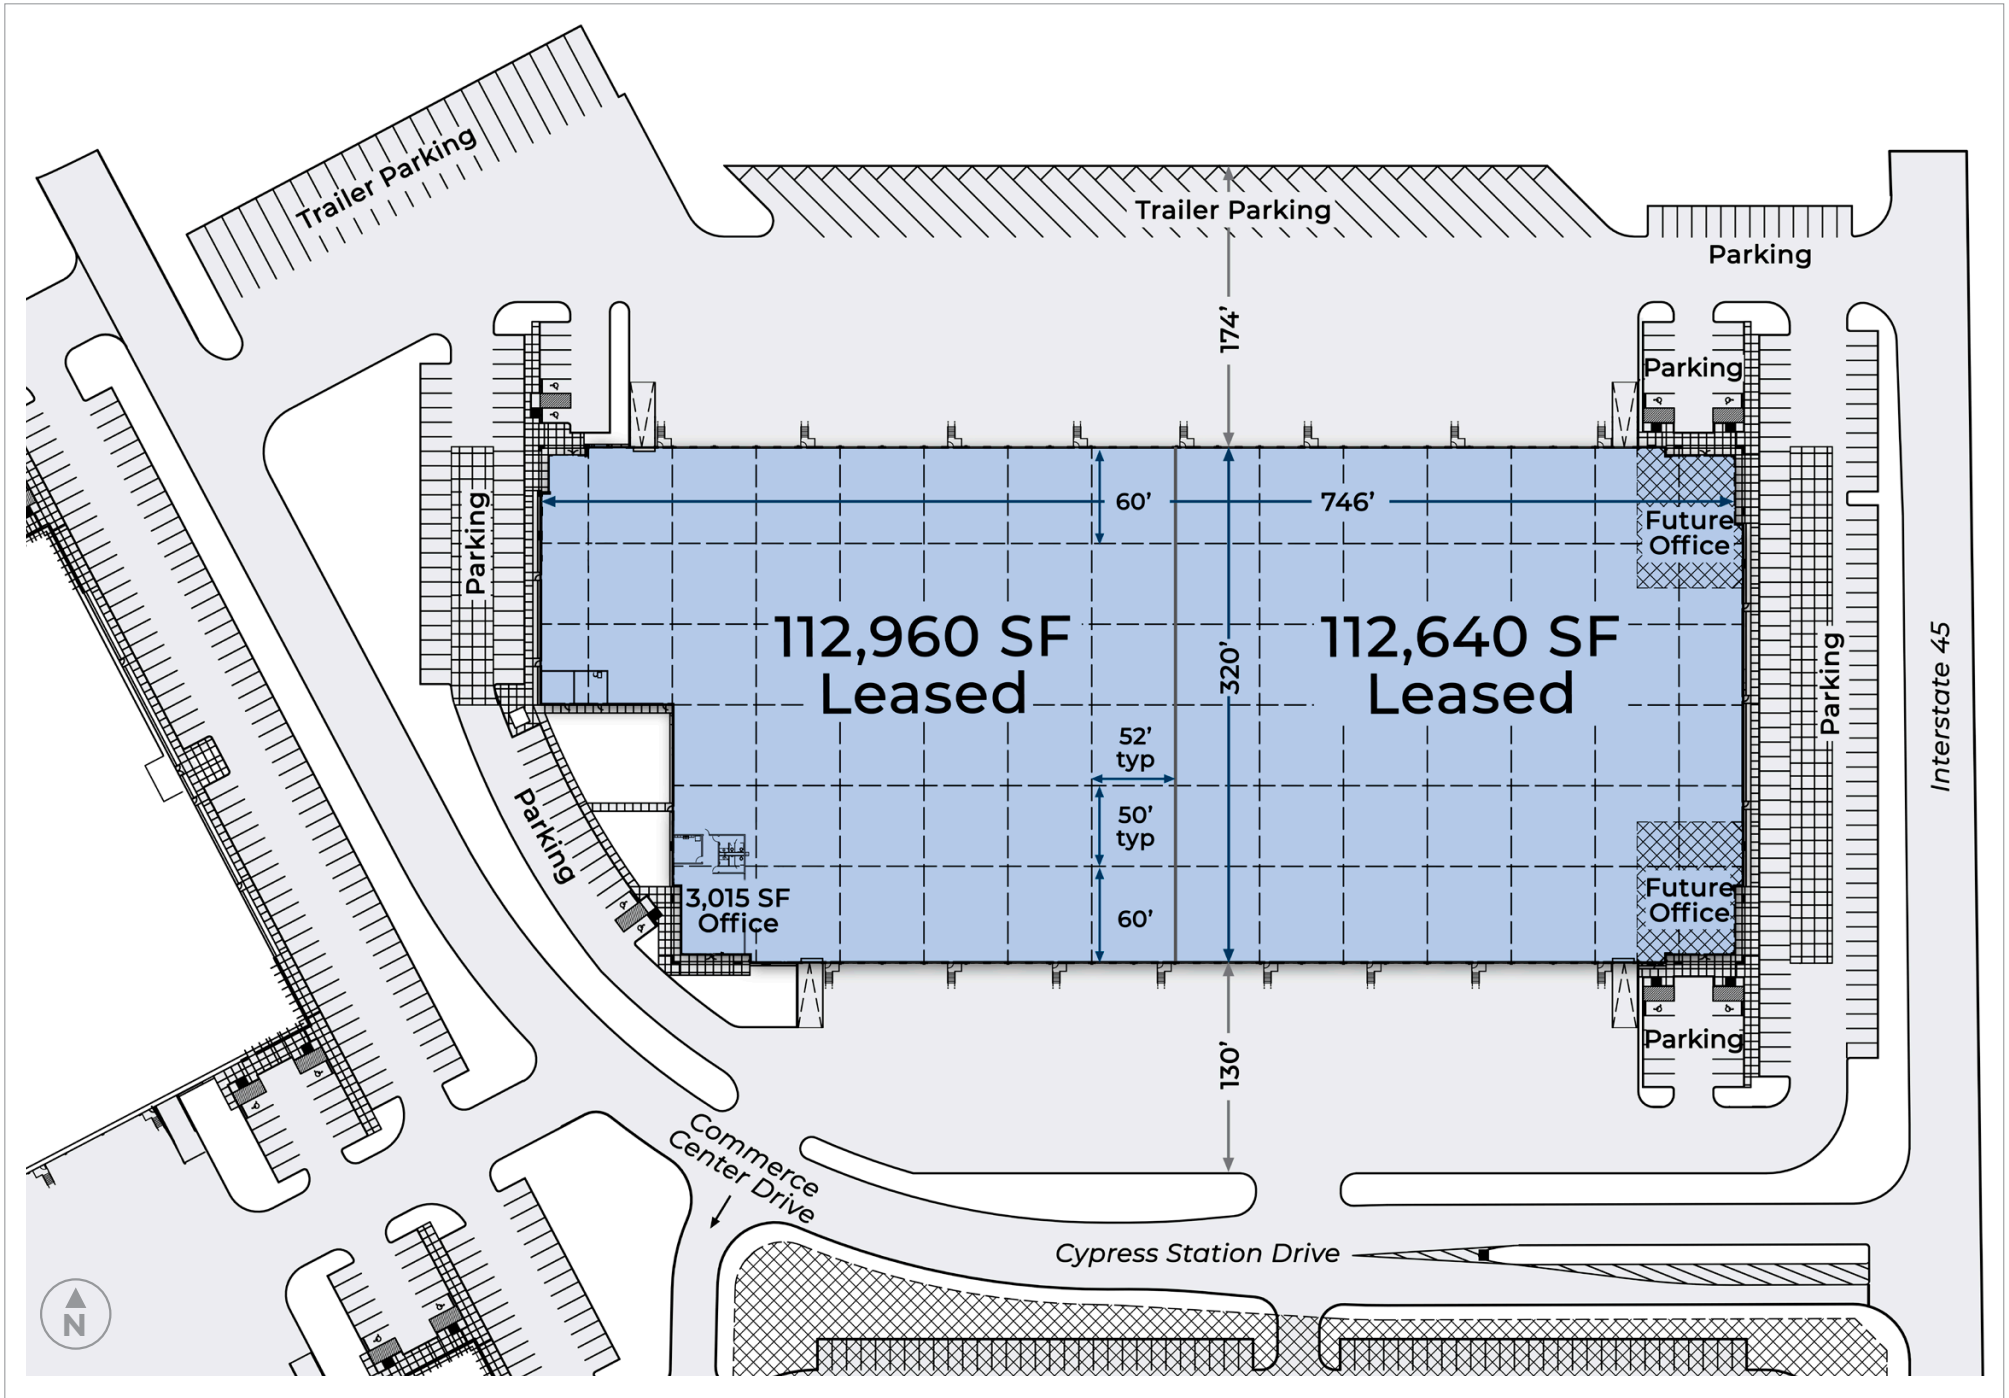 Trailer Parking
Trailer Parking
Parking
174’
Parking
Parking
60’
746’
Future
Office
112,960 SF
Leased
320’
112,640 SF
Leased
Parking
Interstate 45
52’
typ
50’
typ
Parking
3,015 SF
Office
60’
Future
Office
130’
Parking
Commerce
Center Drive
Cypress Station Drive
N